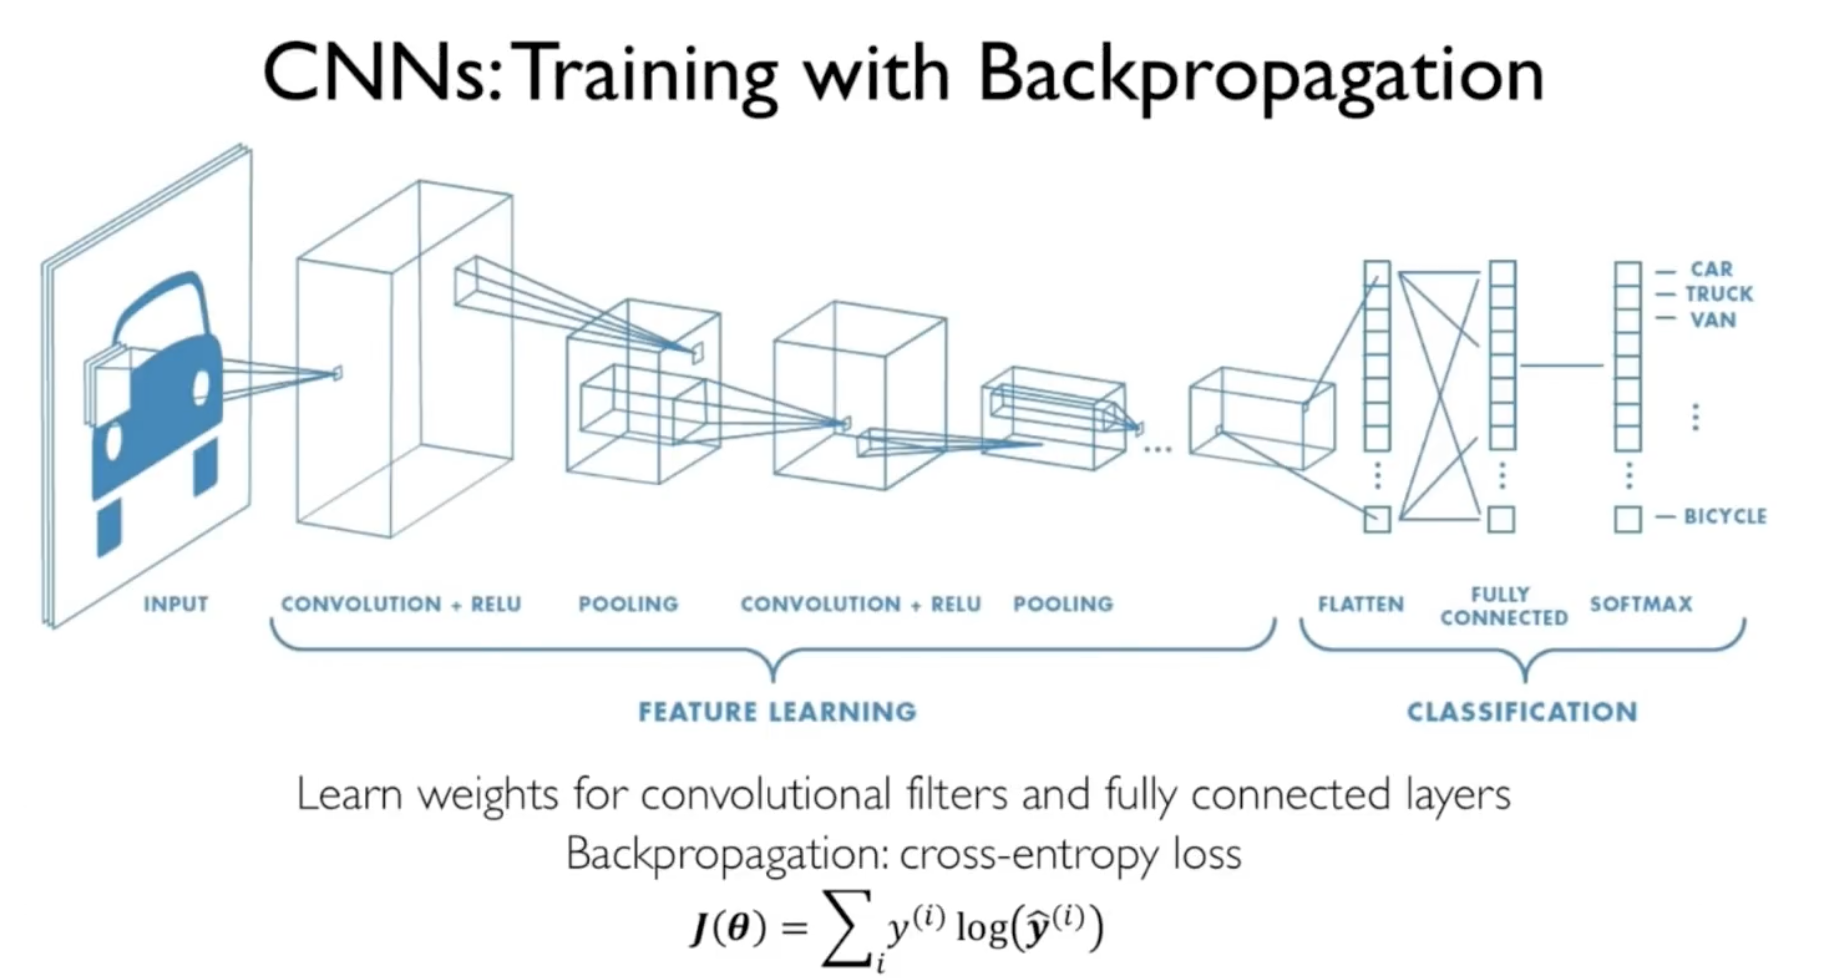 CNNs: Training with Backpropagation
CAR
TRUCK
VAN
BICYCLE
INPUT
CONVOLUTION + RELU
POOLING
CONVOLUTION + RELU
POOLING
FLATTEN
FULLY
CONNECTED
SOFTMAX
FEATURE LEARNING
CLASSIFICATION
Learn weights for convolutional filters and fully connected layers
Backpropagation: cross-entropy loss
J(θ) = ∑_i y^(i) log(ŷ^(i))